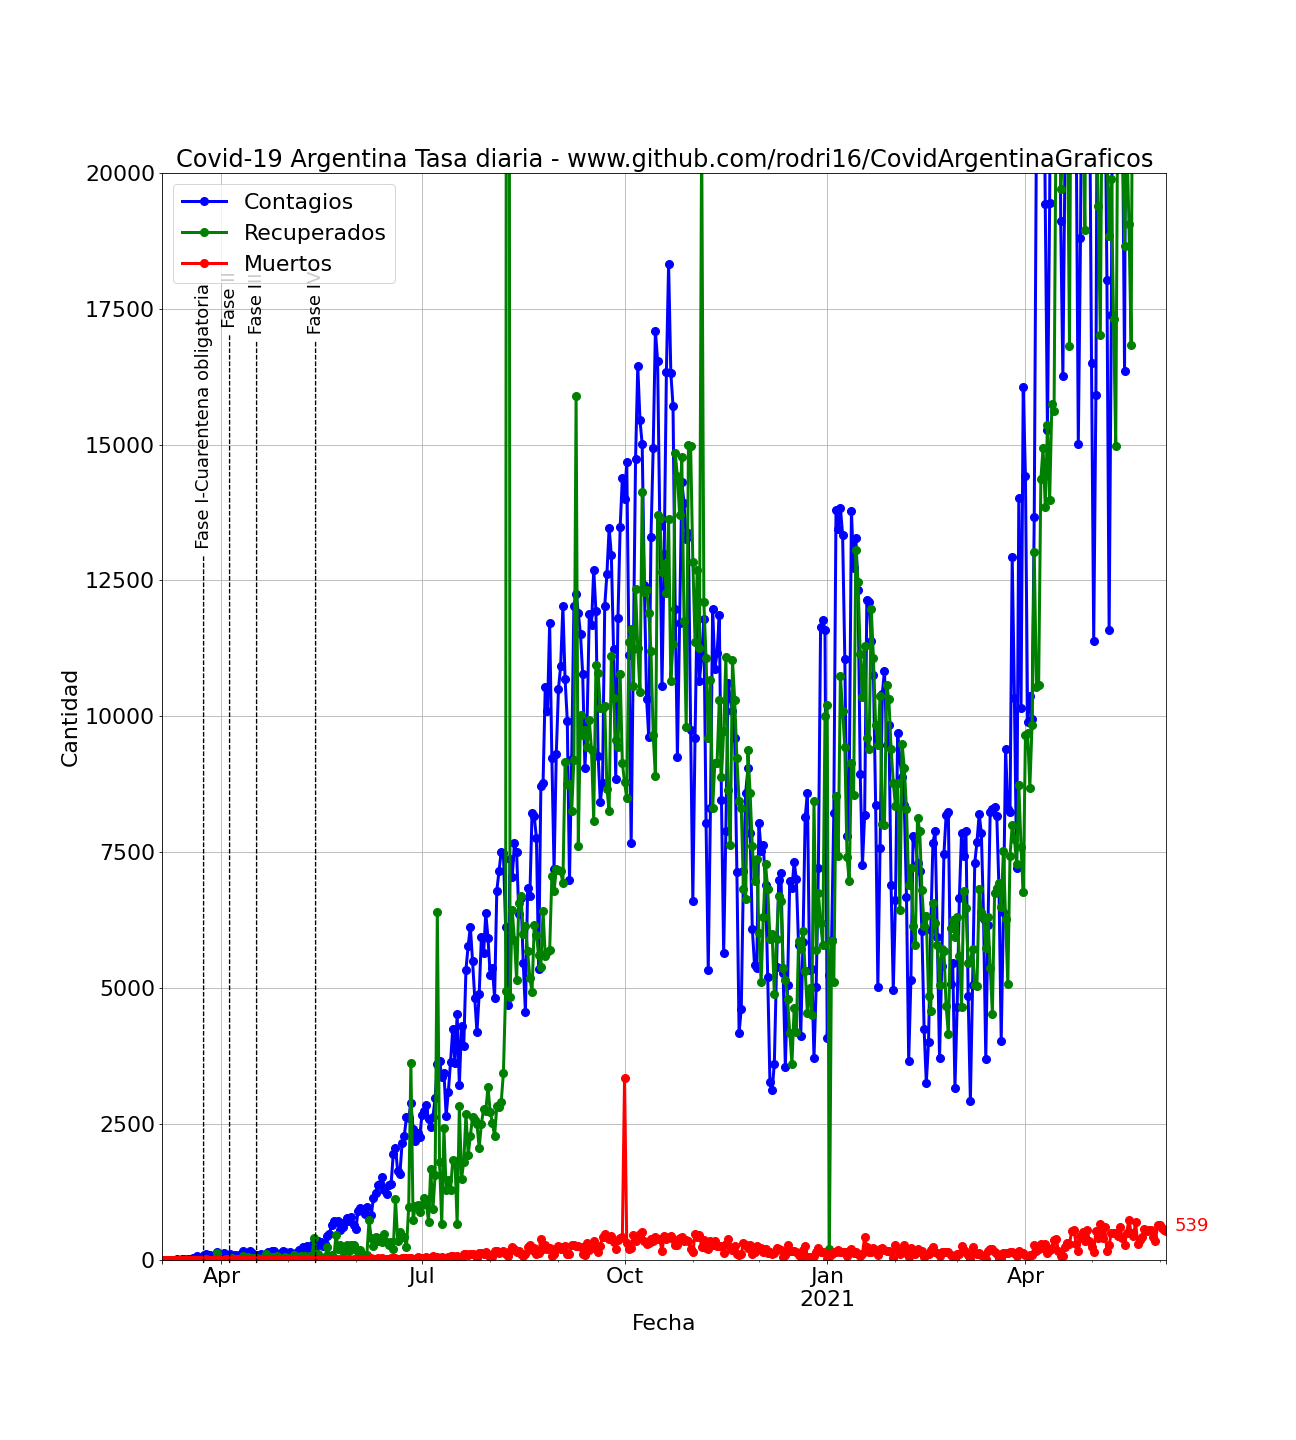 Covid-19 Argentina Tasa diaria - www.github.com/rodri16/CovidArgentinaGraficos
20000
17500
15000
12500
10000
7500
5000
2500
0
Cantidad
Contagios
Recuperados
Muertos
Fase I-Cuarentena obligatoria
Fase II
Fase III
Fase IV
539
Apr
Jul
Oct
Jan
2021
Apr
Fecha